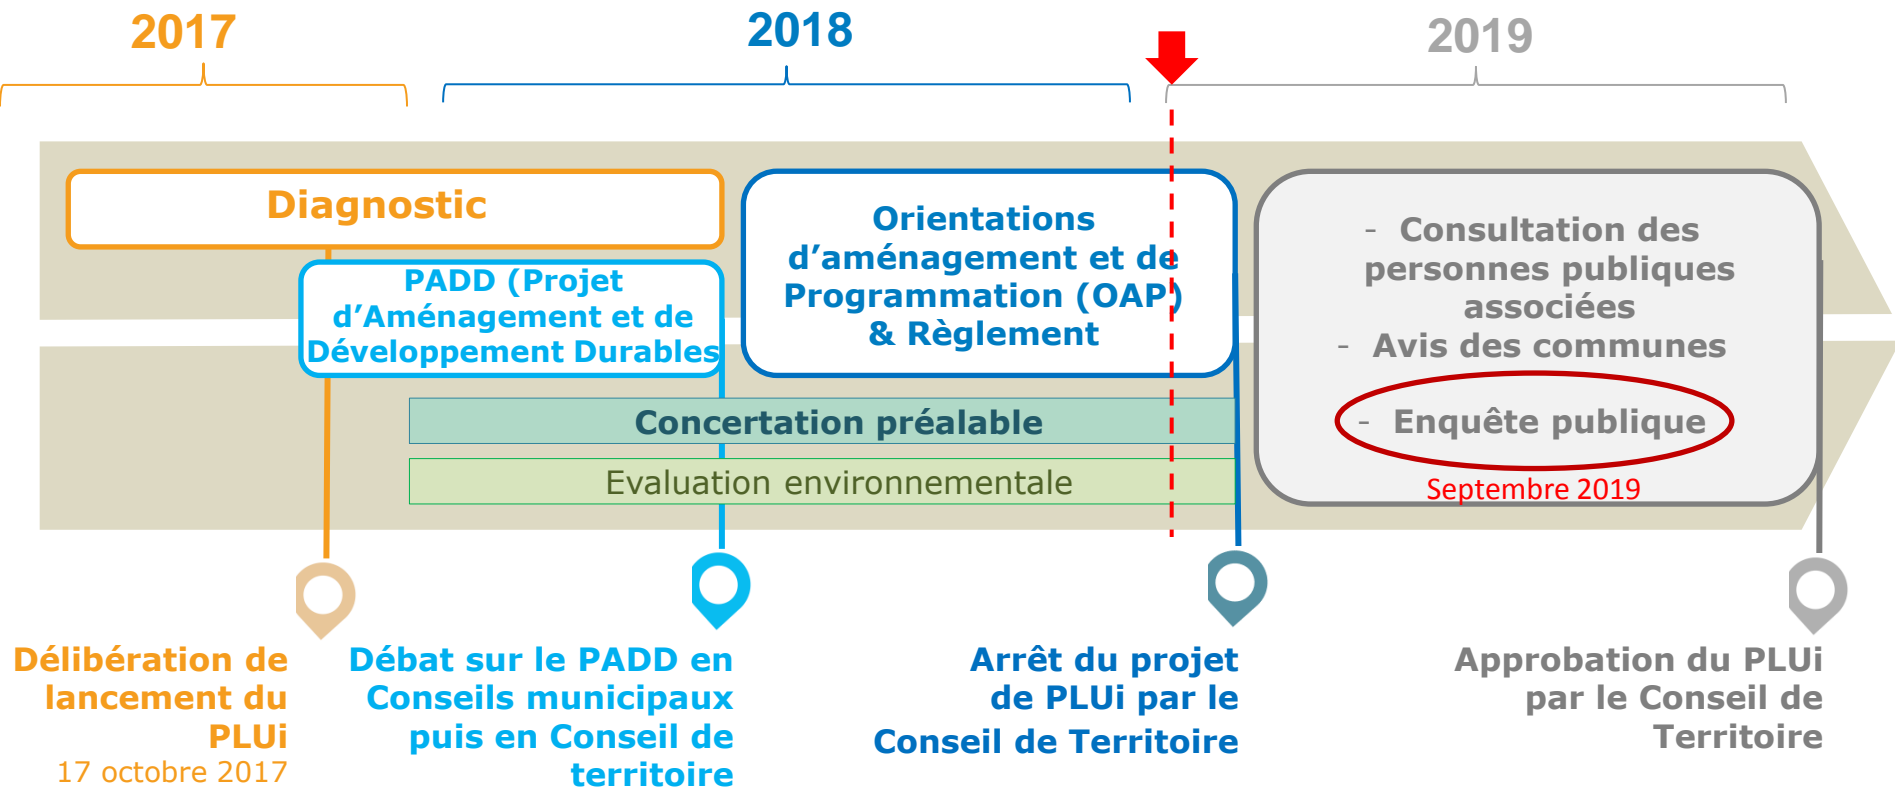 2017
2018
2019
Diagnostic
PADD (Projet
d’Aménagement et de
Développement Durables
Orientations
d’aménagement et de
Programmation (OAP)
& Règlement
- Consultation des
personnes publiques
associées
- Avis des communes
- Enquête publique
Septembre 2019
Concertation préalable
Evaluation environnementale
Délibération de
lancement du
PLUi
17 octobre 2017
Débat sur le PADD en
Conseils municipaux
puis en Conseil de
territoire
Arrêt du projet
de PLUi par le
Conseil de Territoire
Approbation du PLUi
par le Conseil de
Territoire